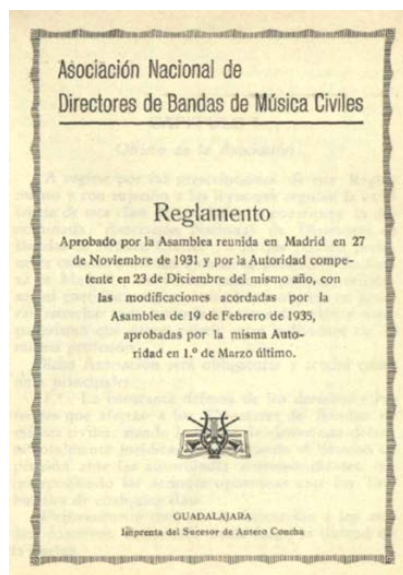 Asociación Nacional de
Directores de Bandas de Música Civiles
Reglamento
Aprobado por la Asamblea reunida en Madrid en 27
de Noviembre de 1931 y por la Autoridad compe-
tente en 23 de Diciembre del mismo año, con
las modificaciones acordadas por la
Asamblea de 19 de Febrero de 1935,
aprobadas por la misma Auto-
ridad en 1.º de Marzo último.
GUADALAJARA
Imprenta del Sucesor de Antero Concha